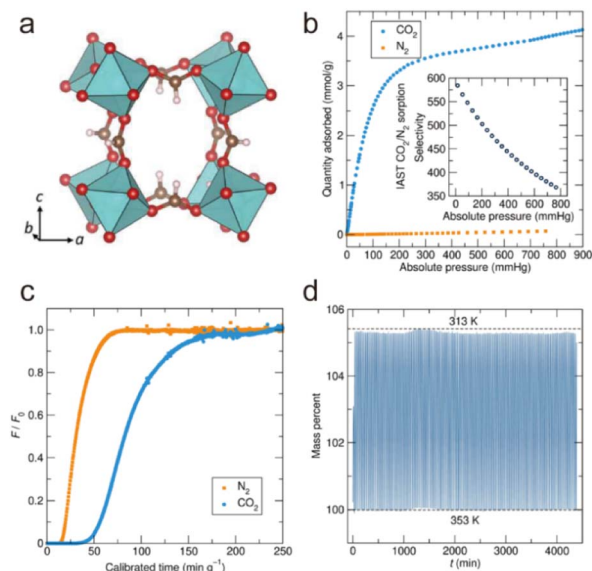 a
c
b
a
b
CO₂
N₂
Quantity adsorbed (mmol/g)
5
4
3
2
1
0
0 100 200 300 400 500 600 700 800 900
Absolute pressure (mmHg)
IAST CO₂/N₂ sorption
Selectivity
600
550
500
450
400
350
0 200 400 600 800
Absolute pressure (mmHg)
c
F / F₀
1.0
0.8
0.6
0.4
0.2
0
0 50 100 150 200 250
Calibrated time (min g⁻¹)
N₂
CO₂
d
Mass percent
106
104
102
100
313 K
353 K
0 1000 2000 3000 4000
t (min)